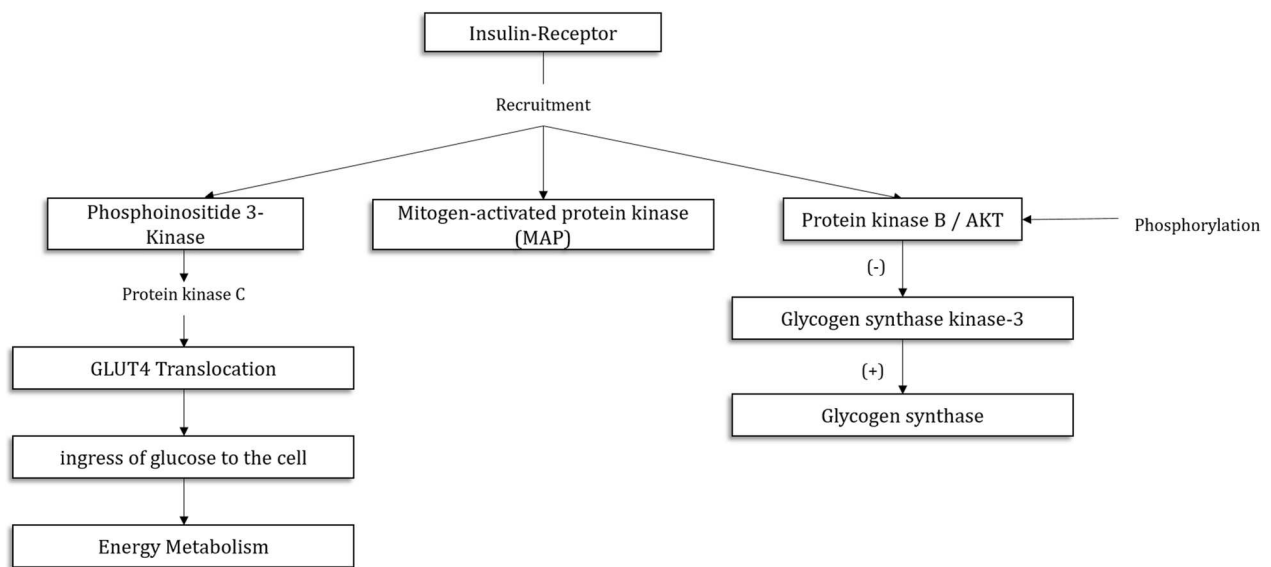 Insulin-Receptor
Recruitment
Phosphoinositide 3-
Kinase
Mitogen-activated protein kinase
(MAP)
Protein kinase B / AKT
Phosphorylation
(-)
Protein kinase C
Glycogen synthase kinase-3
GLUT4 Translocation
(+)
Glycogen synthase
ingress of glucose to the cell
Energy Metabolism